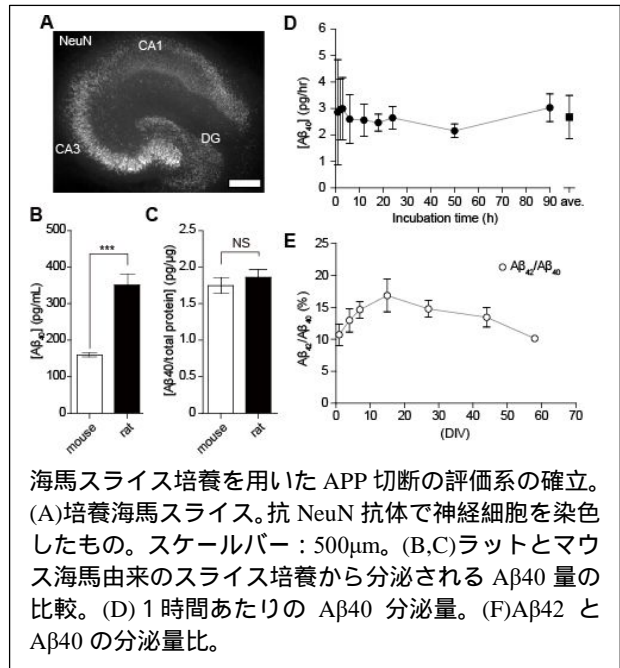 A
NeuN
CA1
CA3
DG
B
[Aβ40] (pg/mL)
500
400
300
200
100
0
***
mouse
rat
C
[Aβ40/total protein] (pg/μg)
2.5
2.0
1.5
1.0
0.5
0
NS
mouse
rat
D
[Aβ40] (pg/hr)
6
5
4
3
2
1
0
0 10 20 30 40 50 60 70 80 90 ave.
Incubation time (h)
E
Aβ42/Aβ40 (%)
25
20
15
10
5
0
Aβ42/Aβ40
0 10 20 30 40 50 60 70
(DIV)
海馬スライス培養を用いた APP 切断の評価系の確立。
(A)培養海馬スライス。抗 NeuN 抗体で神経細胞を染色
したもの。スケールバー:500μm。(B,C)ラットとマウ
ス海馬由来のスライス培養から分泌される Aβ40 量の
比較。(D)1時間あたりの Aβ40 分泌量。(F)Aβ42 と
Aβ40 の分泌量比。